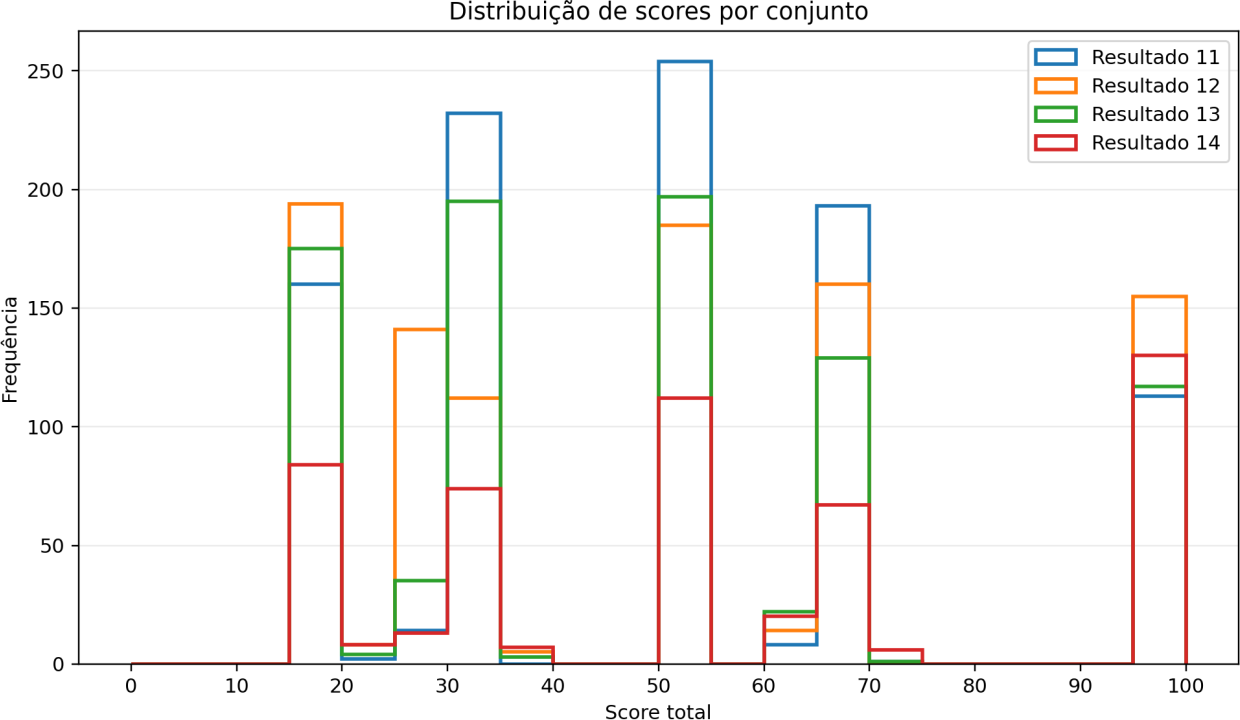 Distribuição de scores por conjunto
Resultado 11
Resultado 12
Resultado 13
Resultado 14
Frequência
250
200
150
100
50
0
0 10 20 30 40 50 60 70 80 90 100
Score total